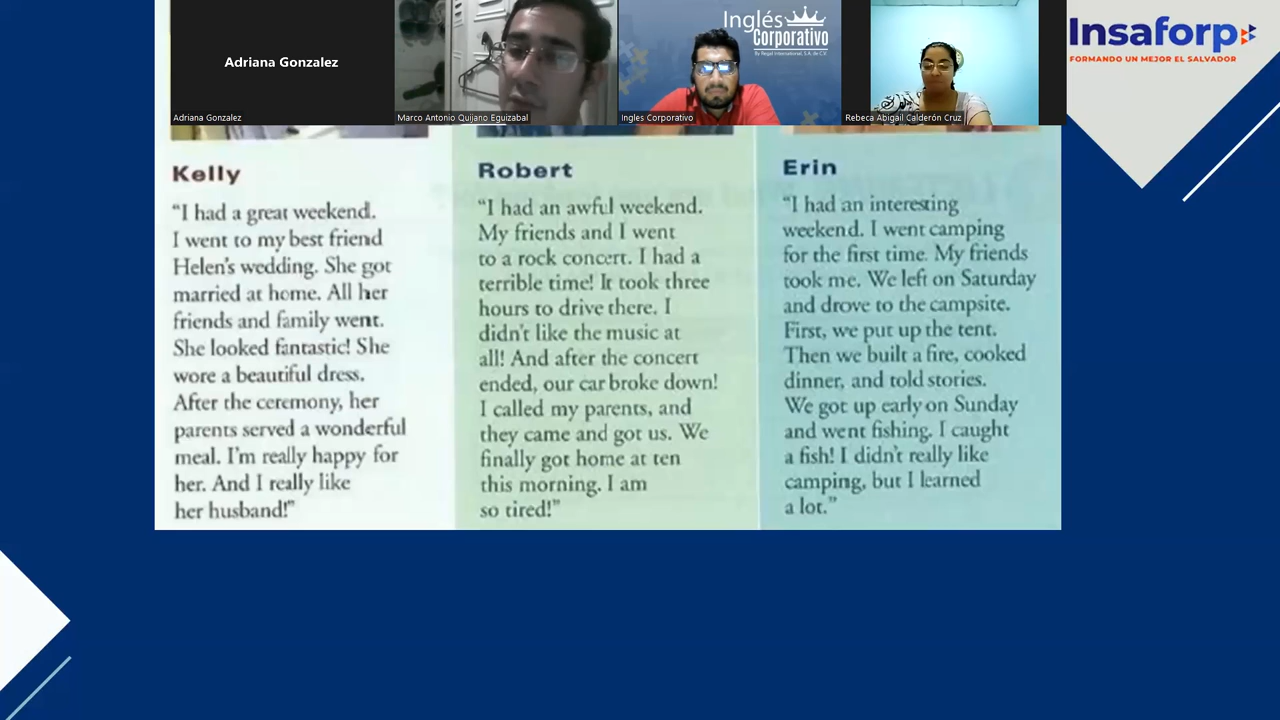 Adriana Gonzalez
Adriana Gonzalez
Marco Antonio Quijano Eguizabal
Inglés
Corporativo
By Regal International, S.A. de C.V.
Ingles Corporativo
Rebeca Abigail Calderón Cruz
Insaforp
FORMANDO UN MEJOR EL SALVADOR
Kelly
“I had a great weekend.
I went to my best friend
Helen's wedding. She got
married at home. All her
friends and family went.
She looked fantastic! She
wore a beautiful dress.
After the ceremony, her
parents served a wonderful
meal. I'm really happy for
her. And I really like
her husband!”
Robert
“I had an awful weekend.
My friends and I went
to a rock concert. I had a
terrible time! It took three
hours to drive there. I
didn't like the music at
all! And after the concert
ended, our car broke down!
I called my parents, and
they came and got us. We
finally got home at ten
this morning. I am
so tired!”
Erin
“I had an interesting
weekend. I went camping
for the first time. My friends
took me. We left on Saturday
and drove to the campsite.
First, we put up the tent.
Then we built a fire, cooked
dinner, and told stories.
We got up early on Sunday
and went fishing. I caught
a fish! I didn't really like
camping, but I learned
a lot.”